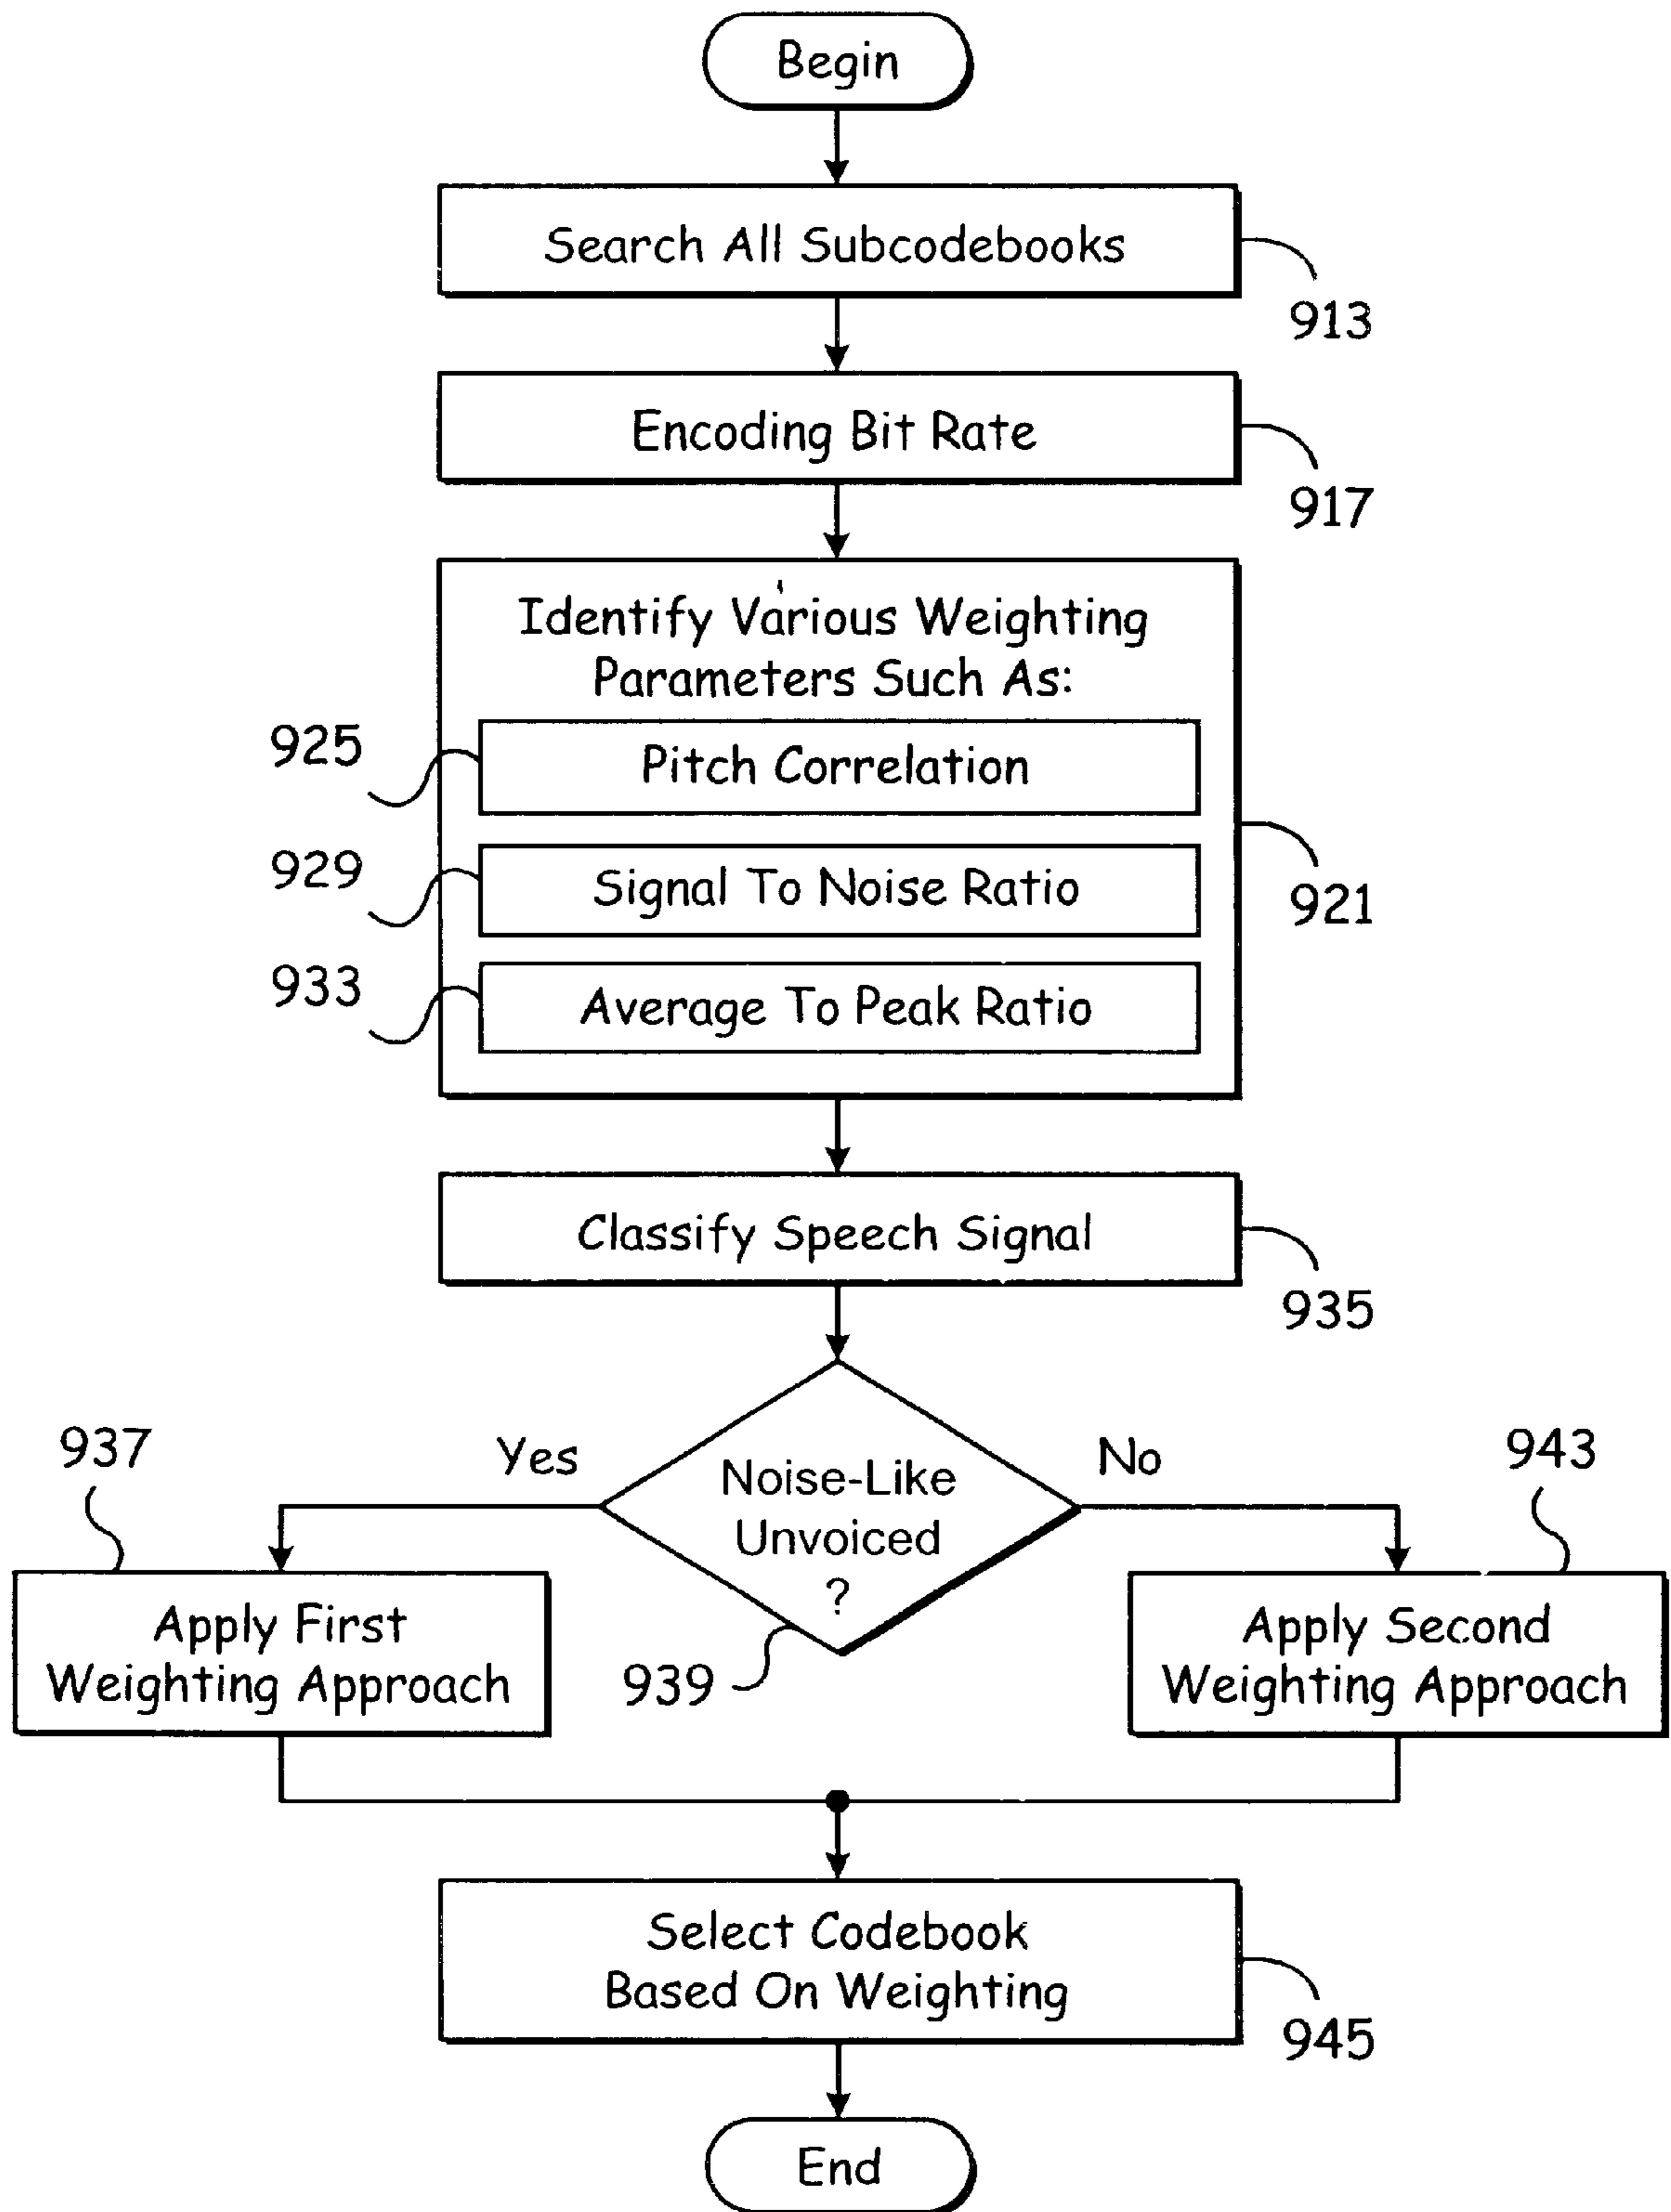 Begin
Search All Subcodebooks
913
Encoding Bit Rate
917
Identify Various Weighting
Parameters Such As:
925
Pitch Correlation
929
Signal To Noise Ratio
921
933
Average To Peak Ratio
Classify Speech Signal
935
937
Yes
Noise-Like
Unvoiced
?
No
943
Apply First
Weighting Approach
939
Apply Second
Weighting Approach
Select Codebook
Based On Weighting
945
End